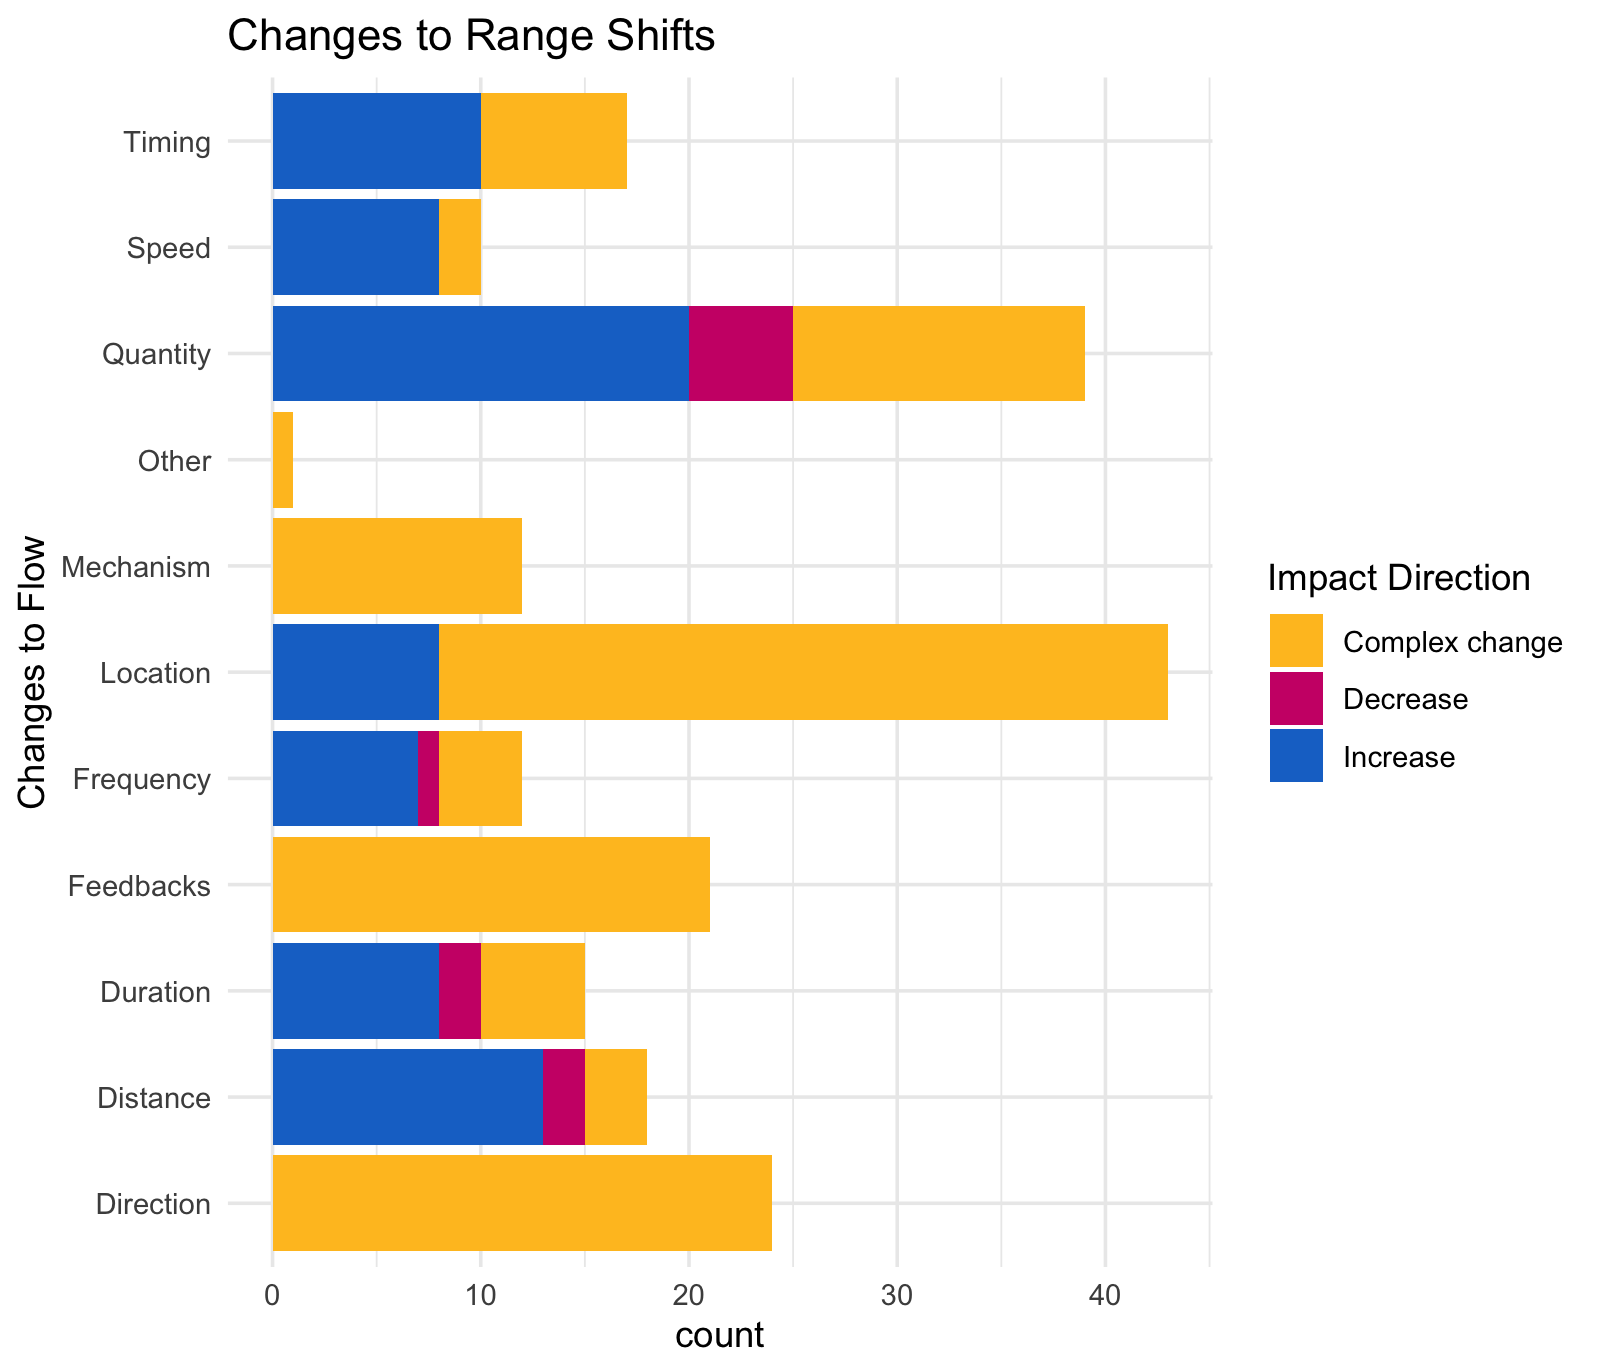 Changes to Range Shifts
Changes to Flow
Timing
Speed
Quantity
Other
Mechanism
Location
Frequency
Feedbacks
Duration
Distance
Direction
0 10 20 30 40
count
Impact Direction
Complex change
Decrease
Increase